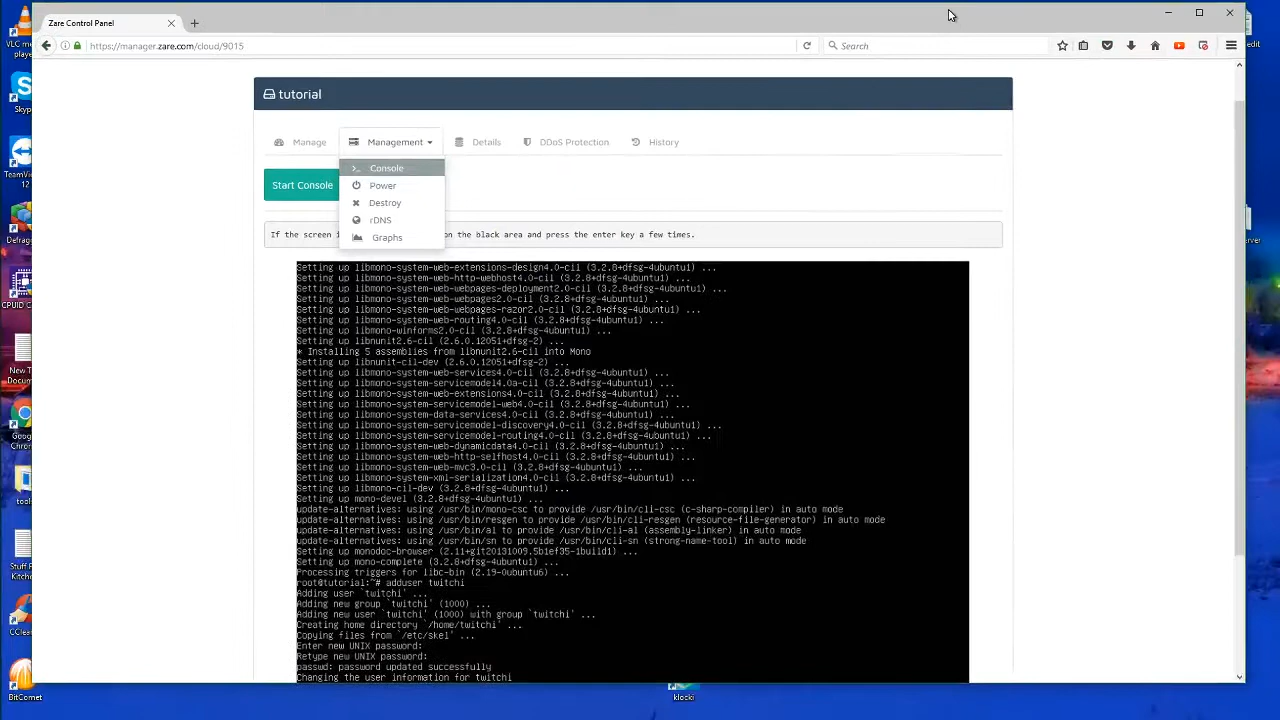 Zare Control Panel
https://manager.zare.com/cloud/9015
Search
tutorial
Manage
Management
Details
DDoS Protection
History
Start Console
Console
Power
Destroy
rDNS
Graphs
If the screen i
on the black area and press the enter key a few times.
Setting up libmono-system-web-extensions-design4.0-cil (3.2.8+dfsg-4ubuntu1) ...
Setting up libmono-system-web-http-webhost4.0-cil (3.2.8+dfsg-4ubuntu1) ...
Setting up libmono-system-web-webpages-deployment2.0-cil (3.2.8+dfsg-4ubuntu1) ...
Setting up libmono-system-web-webpages2.0-cil (3.2.8+dfsg-4ubuntu1) ...
Setting up libmono-system-web-webpages-razor2.0-cil (3.2.8+dfsg-4ubuntu1) ...
Setting up libmono-system-web-routing4.0-cil (3.2.8+dfsg-4ubuntu1) ...
Setting up libmono-winforms2.0-cil (3.2.8+dfsg-4ubuntu1) ...
Setting up libnunit2.6-cil (2.6.0.12051+dfsg-2) ...
* Installing 5 assemblies from libnunit2.6-cil into Mono
Setting up libnunit-cil-dev (2.6.0.12051+dfsg-2) ...
Setting up libmono-system-web-services4.0-cil (3.2.8+dfsg-4ubuntu1) ...
Setting up libmono-system-servicemodel4.0a-cil (3.2.8+dfsg-4ubuntu1) ...
Setting up libmono-system-web-extensions4.0-cil (3.2.8+dfsg-4ubuntu1) ...
Setting up libmono-system-servicemodel-web4.0-cil (3.2.8+dfsg-4ubuntu1) ...
Setting up libmono-system-data-services4.0-cil (3.2.8+dfsg-4ubuntu1) ...
Setting up libmono-system-servicemodel-discovery4.0-cil (3.2.8+dfsg-4ubuntu1) ...
Setting up libmono-system-servicemodel-routing4.0-cil (3.2.8+dfsg-4ubuntu1) ...
Setting up libmono-system-web-dynamicdata4.0-cil (3.2.8+dfsg-4ubuntu1) ...
Setting up libmono-system-web-http-selfhost4.0-cil (3.2.8+dfsg-4ubuntu1) ...
Setting up libmono-system-web-mvc3.0-cil (3.2.8+dfsg-4ubuntu1) ...
Setting up libmono-system-xml-serialization4.0-cil (3.2.8+dfsg-4ubuntu1) ...
Setting up libmono-cil-dev (3.2.8+dfsg-4ubuntu1) ...
Setting up mono-devel (3.2.8+dfsg-4ubuntu1) ...
update-alternatives: using /usr/bin/mono-csc to provide /usr/bin/cli-csc (c-sharp-compiler) in auto mode
update-alternatives: using /usr/bin/resgen to provide /usr/bin/cli-resgen (resource-file-generator) in auto mode
update-alternatives: using /usr/bin/al to provide /usr/bin/cli-al (assembly-linker) in auto mode
update-alternatives: using /usr/bin/sn to provide /usr/bin/cli-sn (strong-name-tool) in auto mode
Setting up monodoc-browser (2.11+git20131009.5b1ef35-1build1) ...
Setting up mono-complete (3.2.8+dfsg-4ubuntu1) ...
Processing triggers for libc-bin (2.19-0ubuntu6) ...
root@tutorial:~# adduser twitchi
Adding user `twitchi' ...
Adding new group `twitchi' (1000) ...
Adding new user `twitchi' (1000) with group `twitchi' ...
Creating home directory `/home/twitchi' ...
Copying files from `/etc/skel' ...
Enter new UNIX password:
Retype new UNIX password:
passwd: password updated successfully
Changing the user information for twitchi
VLC me
player
Skyp
TeamV
12
Defrag
CPUID C
New T
Docum
Goog
Chron
tools
Stuff F
Kocki
CClea
BitComet
klocki
edit
erver